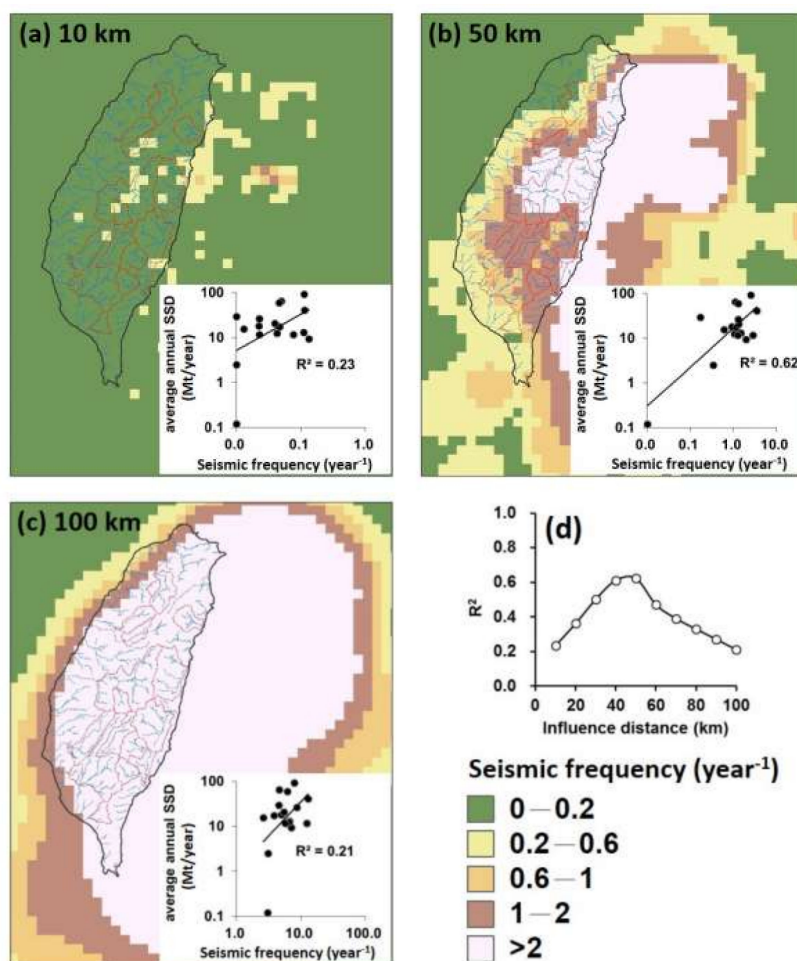 (a) 10 km
100
10
1
0.1
average annual SSD
(Mt/year)
R² = 0.23
0.0 0.1 1.0
Seismic frequency (year⁻¹)
(b) 50 km
100
10
1
0.1
average annual SSD
(Mt/year)
R² = 0.62
0.0 0.1 1.0 10.0
Seismic frequency (year⁻¹)
(c) 100 km
100
10
1
0.1
average annual SSD
(Mt/year)
R² = 0.21
1.0 10.0 100.0
Seismic frequency (year⁻¹)
(d)
1.0
0.8
0.6
0.4
0.2
0.0
R²
0 20 40 60 80 100
Influence distance (km)
Seismic frequency (year⁻¹)
0—0.2
0.2—0.6
0.6—1
1—2
>2